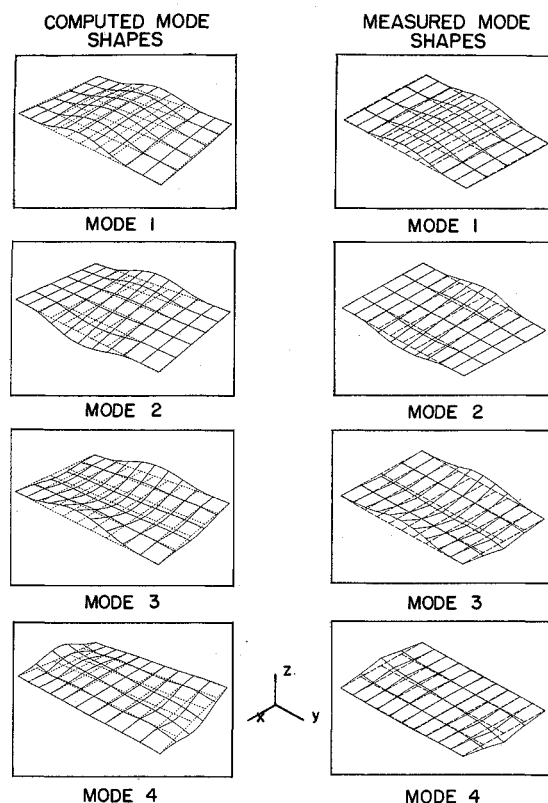 COMPUTED MODE
SHAPES
MEASURED MODE
SHAPES
MODE 1
MODE 1
MODE 2
MODE 2
MODE 3
MODE 3
z
x
y
MODE 4
MODE 4